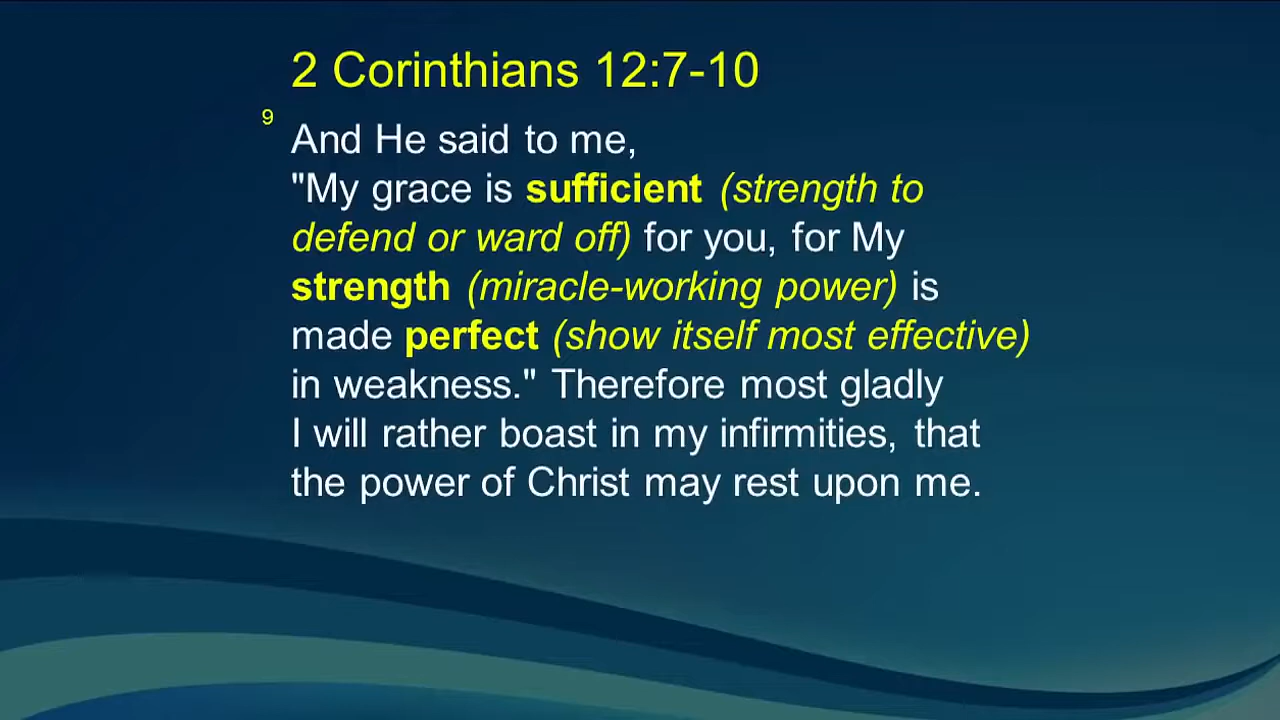 2 Corinthians 12:7-10
9 And He said to me,
"My grace is sufficient (strength to
defend or ward off) for you, for My
strength (miracle-working power) is
made perfect (show itself most effective)
in weakness." Therefore most gladly
I will rather boast in my infirmities, that
the power of Christ may rest upon me.